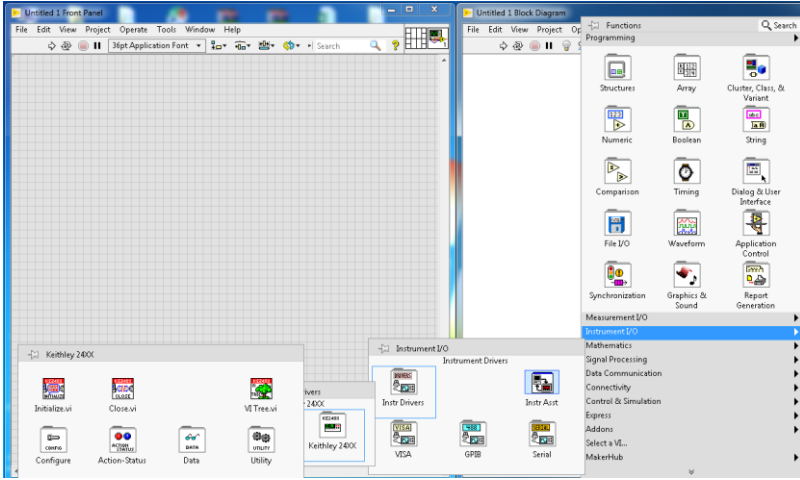 Untitled 1 Front Panel
File Edit View Project Operate Tools Window Help
36pt Application Font
Search
Untitled 1 Block Diagram
File Edit View Project Op
Functions
Search
Programming
Structures
Array
Cluster, Class, &
Variant
Numeric
Boolean
String
Comparison
Timing
Dialog & User
Interface
File I/O
Waveform
Application
Control
Synchronization
Graphics &
Sound
Report
Generation
Measurement I/O
Instrument I/O
Mathematics
Signal Processing
Data Communication
Connectivity
Control & Simulation
Express
Addons
Select a VI...
MakerHub
Instrument I/O
Instrument Drivers
Instr Drivers
Instr Asst
VISA
GPIB
Serial
ivers
24XX
Keithley 24XX
Keithley 24XX
Initialize.vi
Close.vi
VI Tree.vi
Configure
Action-Status
Data
Utility